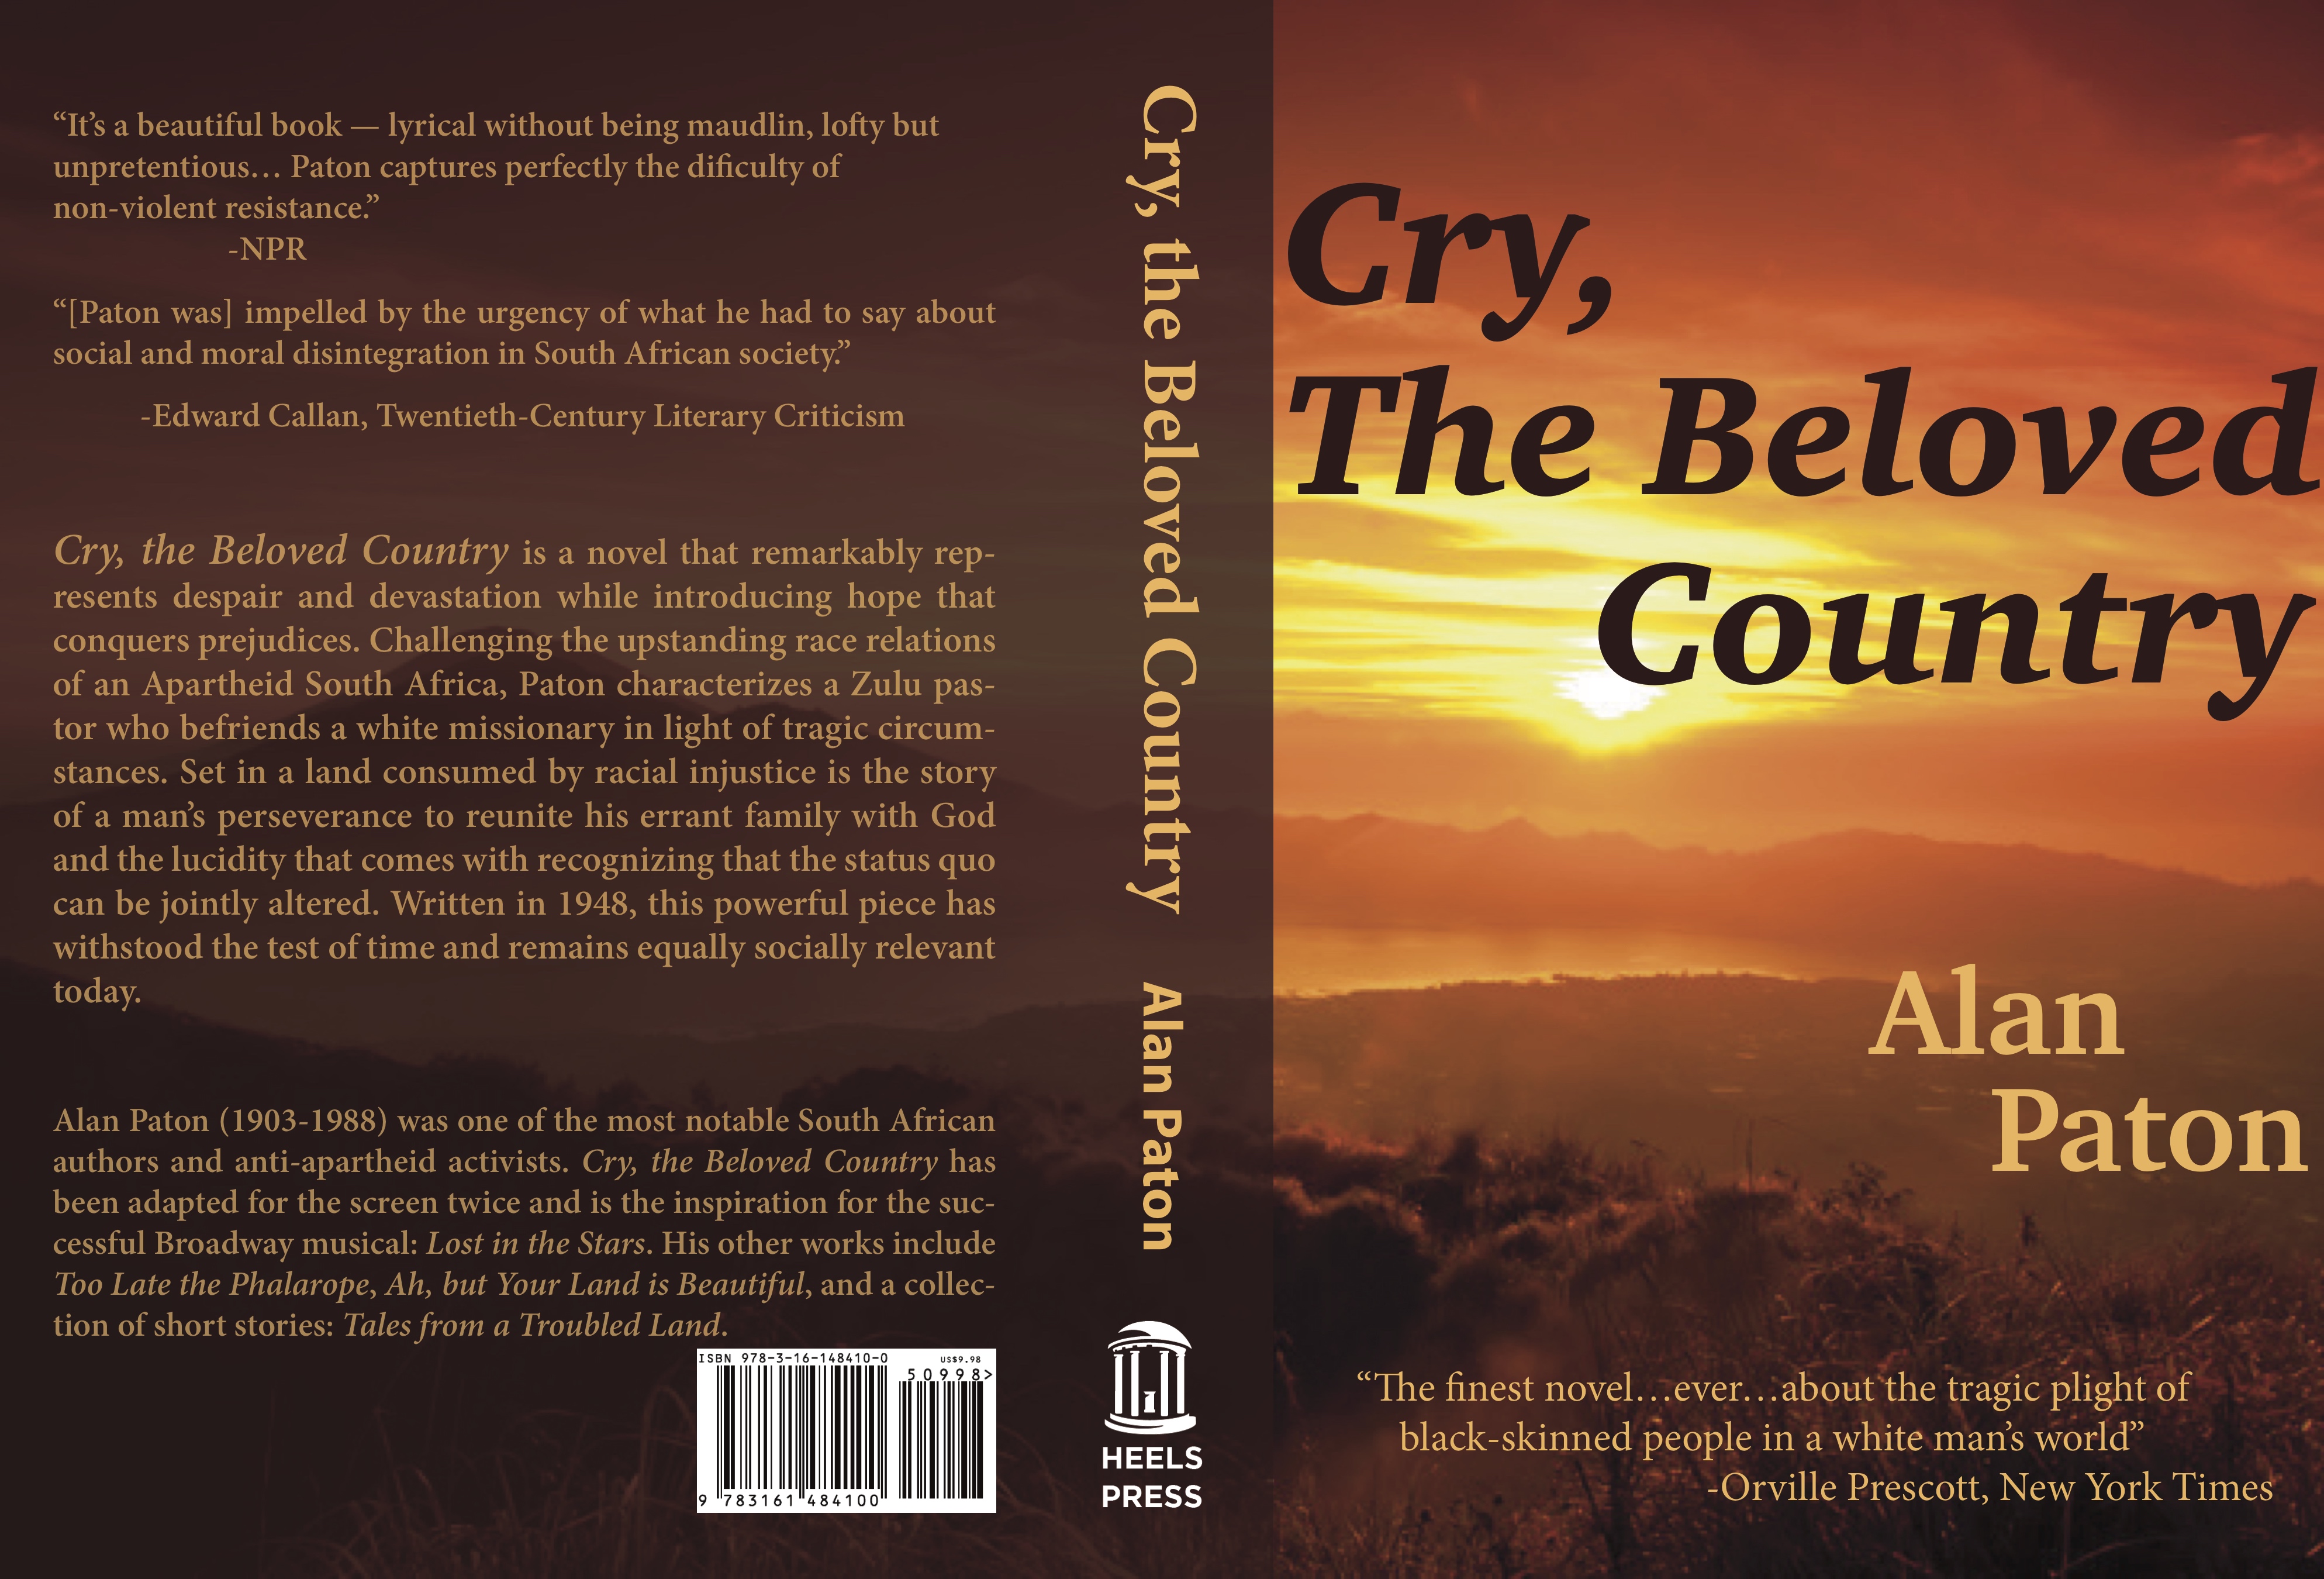 “It’s a beautiful book — lyrical without being maudlin, lofty but
unpretentious… Paton captures perfectly the dificulty of
non-violent resistance.”
-NPR
“[Paton was] impelled by the urgency of what he had to say about
social and moral disintegration in South African society.”
-Edward Callan, Twentieth-Century Literary Criticism
Cry, the Beloved Country is a novel that remarkably rep-
resents despair and devastation while introducing hope that
conquers prejudices. Challenging the upstanding race relations
of an Apartheid South Africa, Paton characterizes a Zulu pas-
tor who befriends a white missionary in light of tragic circum-
stances. Set in a land consumed by racial injustice is the story
of a man’s perseverance to reunite his errant family with God
and the lucidity that comes with recognizing that the status quo
can be jointly altered. Written in 1948, this powerful piece has
withstood the test of time and remains equally socially relevant
today.
Alan Paton (1903-1988) was one of the most notable South African
authors and anti-apartheid activists. Cry, the Beloved Country has
been adapted for the screen twice and is the inspiration for the suc-
cessful Broadway musical: Lost in the Stars. His other works include
Too Late the Phalarope, Ah, but Your Land is Beautiful, and a collec-
tion of short stories: Tales from a Troubled Land.
ISBN 978-3-16-148410-0 US$9.98
50998>
9 783161 484100
Cry, the Beloved Country Alan Paton
HEELS
PRESS
Cry,
The Beloved
Country
Alan
Paton
“The finest novel…ever…about the tragic plight of
black-skinned people in a white man’s world”
-Orville Prescott, New York Times